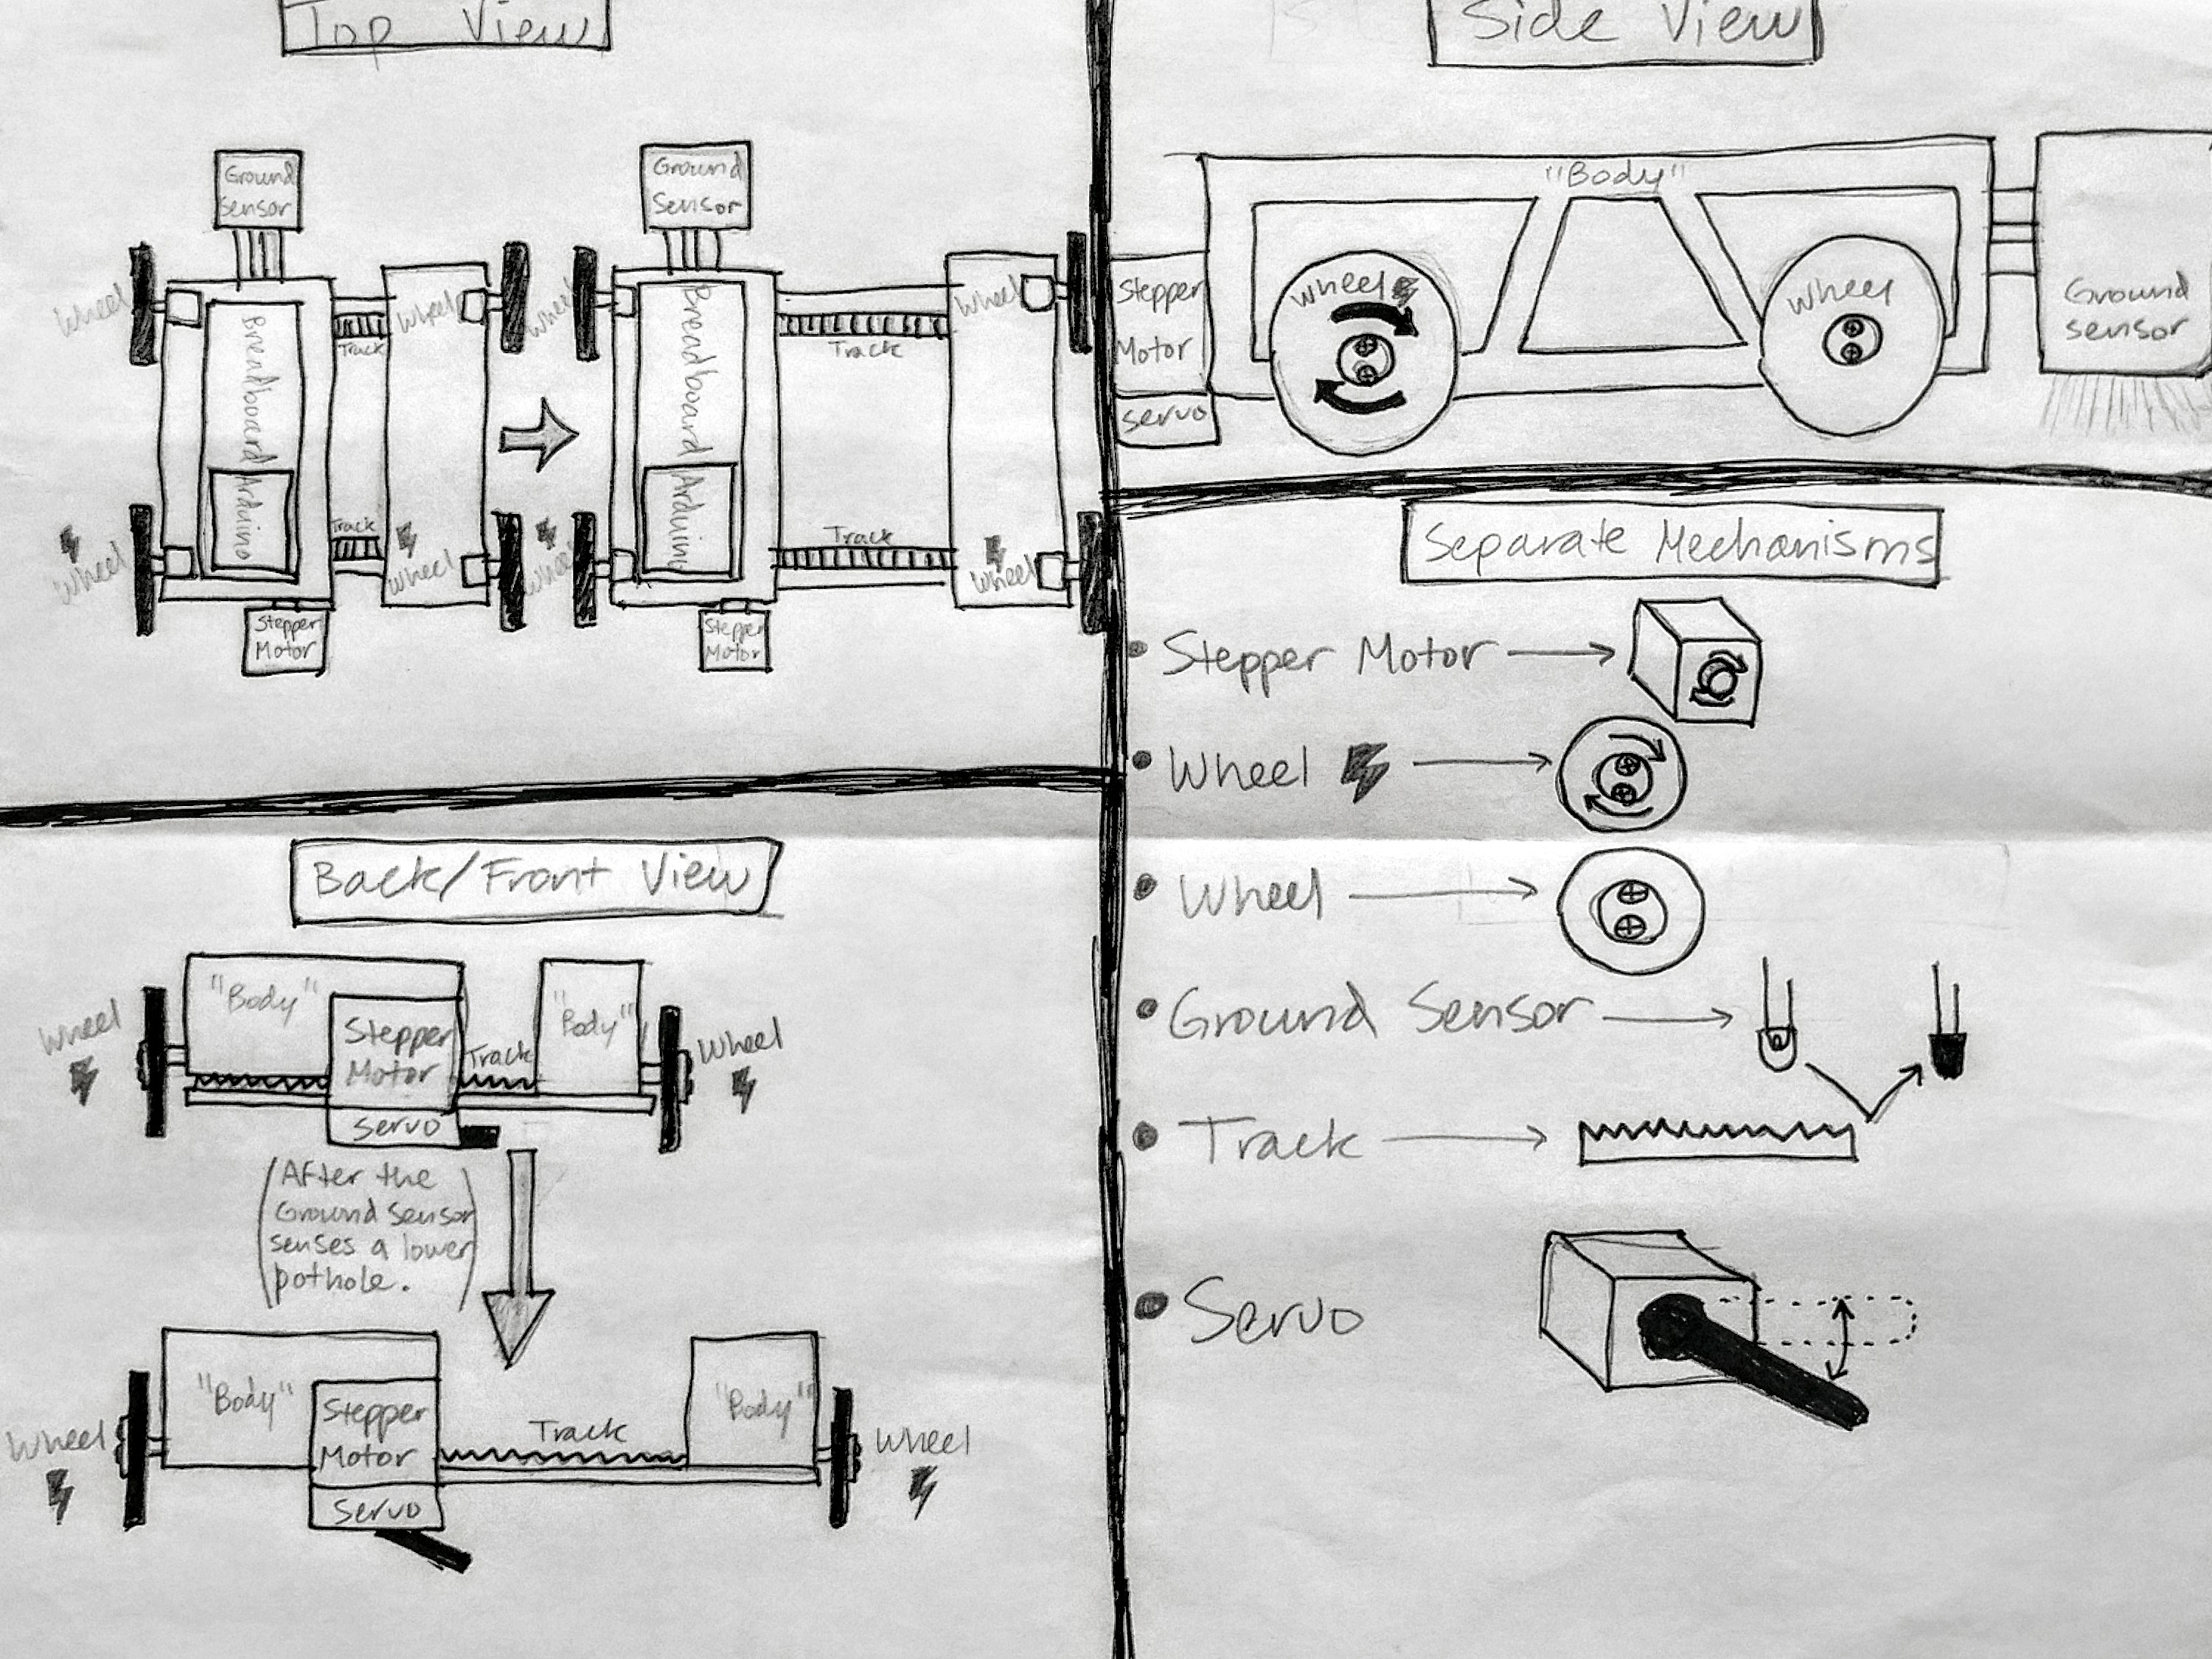 Top View
Ground
Sensor
Ground
Sensor
Wheel
Wheel
Wheel
Wheel
Breadboard
Breadboard
Track
Track
Arduino
Arduino
Track
Track
Wheel
Wheel
Wheel
Wheel
Stepper
Motor
Stepper
Motor
Side View
"Body"
Stepper
Motor
Servo
Wheel
Wheel
Ground
sensor
Back/Front View
"Body"
"Body"
Wheel
Stepper
Motor
Track
Wheel
Servo
(After the
Ground sensor
senses a lower
pothole.)
"Body"
"Body"
Wheel
Stepper
Motor
Track
Wheel
Servo
Separate Mechanisms
• Stepper Motor
• Wheel
• Wheel
• Ground Sensor
• Track
• Servo